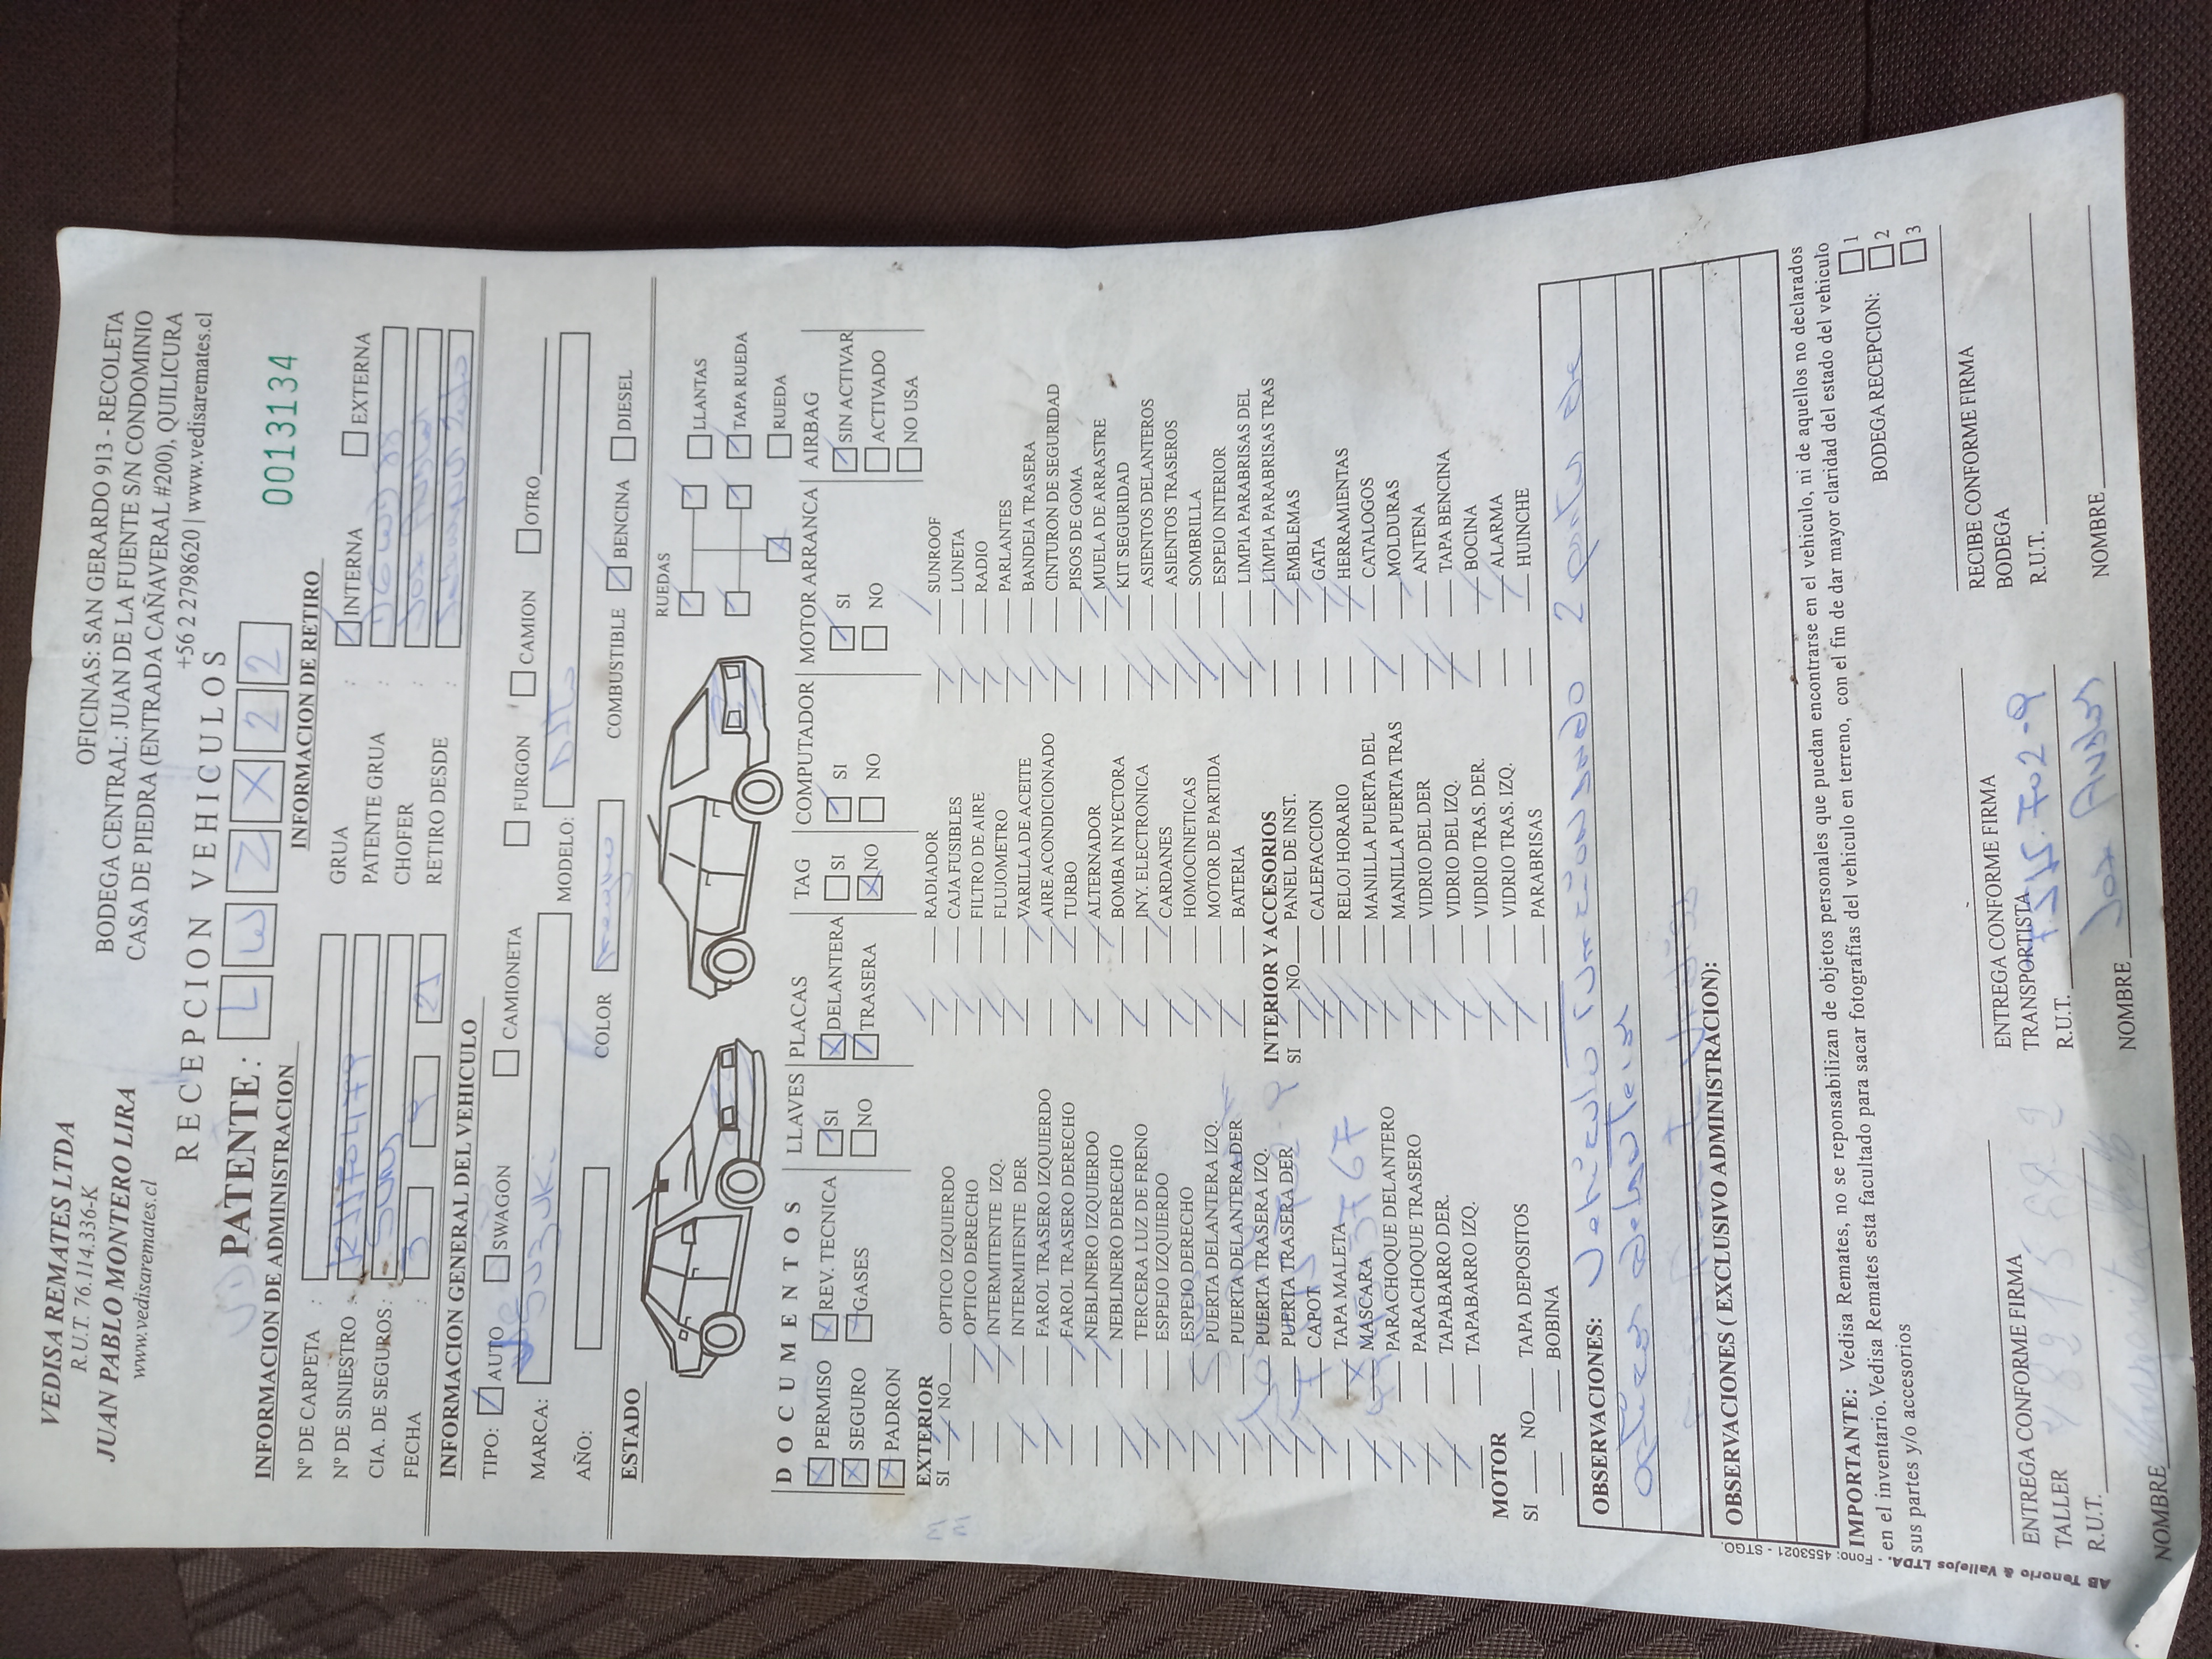 VEDISA REMATES LTDA
R.U.T. 76.114.336-K
JUAN PABLO MONTERO LIRA
www.vedisaremates.cl
OFICINAS: SAN GERARDO 913 - RECOLETA
BODEGA CENTRAL: JUAN DE LA FUENTE S/N CONDOMINIO
CASA DE PIEDRA (ENTRADA CAÑAVERAL #200), QUILICURA
+56 2 2798620 | www.vedisaremates.cl
RECEPCION VEHICULOS
PATENTE: L W Z X 2 2
0013134
INFORMACION DE ADMINISTRACION
Nº DE CARPETA :
Nº DE SINIESTRO :
CIA. DE SEGUROS :
FECHA : 3 9 21
INFORMACION DE RETIRO
GRUA : INTERNA EXTERNA
PATENTE GRUA :
CHOFER :
RETIRO DESDE :
INFORMACION GENERAL DEL VEHICULO
TIPO: AUTO SWAGON CAMIONETA FURGON CAMION OTRO
MARCA: Suzuki MODELO:
AÑO: COLOR COMBUSTIBLE BENCINA DIESEL
ESTADO
RUEDAS
LLANTAS
TAPA RUEDA
RUEDA
DOCUMENTOS LLAVES PLACAS TAG COMPUTADOR MOTOR ARRANCA AIRBAG
PERMISO REV. TECNICA SI DELANTERA SI SI SI SIN ACTIVAR
SEGURO GASES NO TRASERA NO NO NO ACTIVADO
PADRON NO USA
EXTERIOR
SI NO
OPTICO IZQUIERDO
OPTICO DERECHO
INTERMITENTE IZQ.
INTERMITENTE DER
FAROL TRASERO IZQUIERDO
FAROL TRASERO DERECHO
NEBLINERO IZQUIERDO
NEBLINERO DERECHO
TERCERA LUZ DE FRENO
ESPEJO IZQUIERDO
ESPEJO DERECHO
PUERTA DELANTERA IZQ.
PUERTA DELANTERA DER
PUERTA TRASERA IZQ.
PUERTA TRASERA DER
CAPOT
TAPA MALETA
MASCARA
PARACHOQUE DELANTERO
PARACHOQUE TRASERO
TAPABARRO DER.
TAPABARRO IZQ.
MOTOR
SI NO
TAPA DEPOSITOS
BOBINA
RADIADOR
CAJA FUSIBLES
FILTRO DE AIRE
FLUJOMETRO
VARILLA DE ACEITE
AIRE ACONDICIONADO
TURBO
ALTERNADOR
BOMBA INYECTORA
INY. ELECTRONICA
CARDANES
HOMOCINETICAS
MOTOR DE PARTIDA
BATERIA
INTERIOR Y ACCESORIOS
SI NO
PANEL DE INST.
CALEFACCION
RELOJ HORARIO
MANILLA PUERTA DEL
MANILLA PUERTA TRAS
VIDRIO DEL DER
VIDRIO DEL IZQ.
VIDRIO TRAS. DER.
VIDRIO TRAS. IZQ.
PARABRISAS
SUNROOF
LUNETA
RADIO
PARLANTES
BANDEJA TRASERA
CINTURON DE SEGURIDAD
PISOS DE GOMA
MUELA DE ARRASTRE
KIT SEGURIDAD
ASIENTOS DELANTEROS
ASIENTOS TRASEROS
SOMBRILLA
ESPEJO INTERIOR
LIMPIA PARABRISAS DEL
LIMPIA PARABRISAS TRAS
EMBLEMAS
GATA
HERRAMIENTAS
CATALOGOS
MOLDURAS
ANTENA
TAPA BENCINA
BOCINA
ALARMA
HUINCHE
OBSERVACIONES: Vehiculo funcionando 2 de
delantera
OBSERVACIONES ( EXCLUSIVO ADMINISTRACION):
IMPORTANTE: Vedisa Remates, no se reponsabilizan de objetos personales que puedan encontrarse en el vehiculo, ni de aquellos no declarados
en el inventario. Vedisa Remates esta facultado para sacar fotografías del vehiculo en terreno, con el fin de dar mayor claridad del estado del vehiculo
sus partes y/o accesorios
BODEGA RECEPCION: 1
2
3
ENTREGA CONFORME FIRMA
TALLER
R.U.T.
NOMBRE
ENTREGA CONFORME FIRMA
TRANSPORTISTA
R.U.T.
NOMBRE
RECIBE CONFORME FIRMA
BODEGA
R.U.T.
NOMBRE
AB Tenorio & Vallejos LTDA. - Fono: 4553021 - STGO.